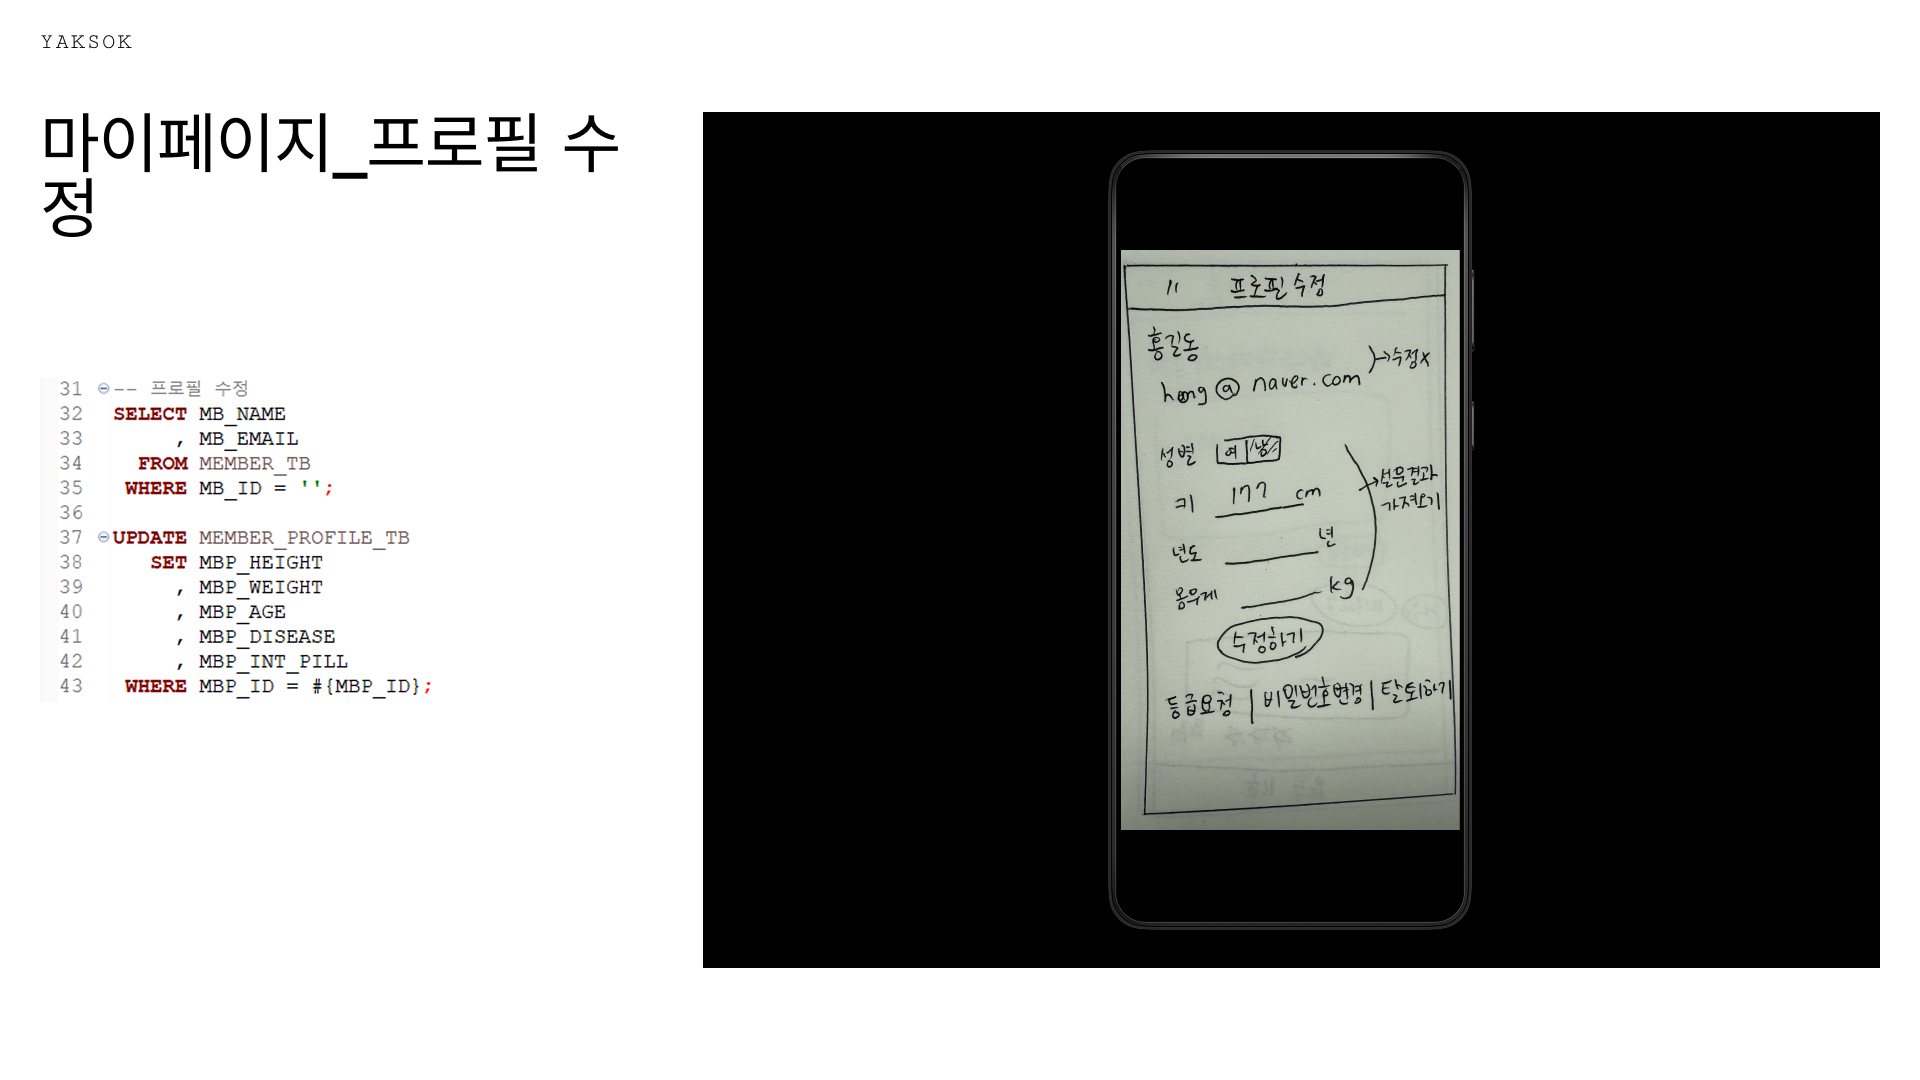 YAKSOK
마이페이지_프로필 수
정
31 -- 프로필 수정
32 SELECT MB_NAME
33 , MB_EMAIL
34 FROM MEMBER_TB
35 WHERE MB_ID = '';
36
37 UPDATE MEMBER_PROFILE_TB
38 SET MBP_HEIGHT
39 , MBP_WEIGHT
40 , MBP_AGE
41 , MBP_DISEASE
42 , MBP_INT_PILL
43 WHERE MBP_ID = #{MBP_ID};
프로필 수정
홍길동
→수정x
hong@naver.com
성별 여|남
키 177 cm
→설문결과
가져오기
년도 년
몸무게 kg
수정하기
등급요청 | 비밀번호변경 | 탈퇴하기